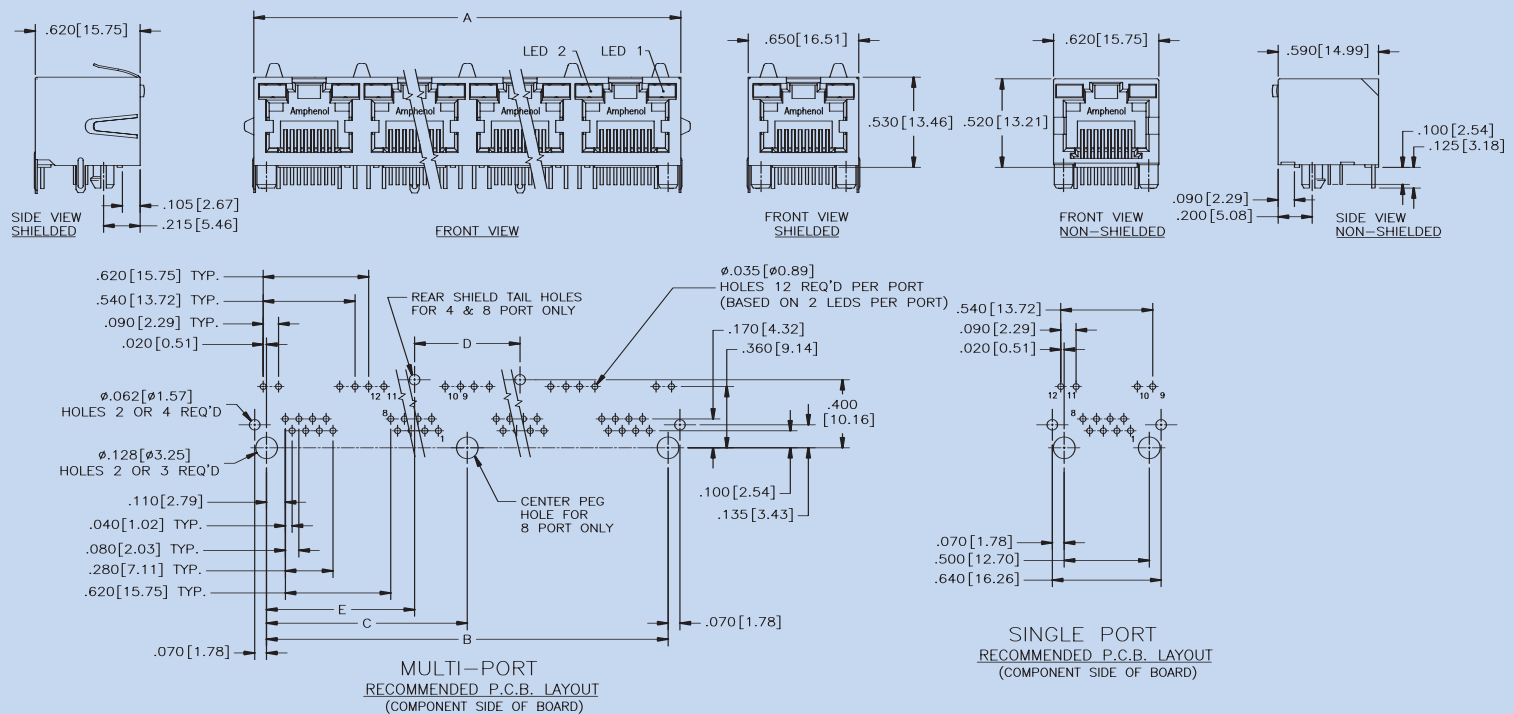 .620[15.75]
A
LED 2
LED 1
.650[16.51]
.620[15.75]
.590[14.99]
Amphenol
Amphenol
Amphenol
Amphenol
Amphenol
Amphenol
.530[13.46]
.520[13.21]
.100[2.54]
.125[3.18]
.105[2.67]
.215[5.46]
.090[2.29]
.200[5.08]
SIDE VIEW
SHIELDED
FRONT VIEW
FRONT VIEW
SHIELDED
FRONT VIEW
NON-SHIELDED
SIDE VIEW
NON-SHIELDED
.620[15.75] TYP.
.540[13.72] TYP.
.090[2.29] TYP.
.020[0.51]
ø.062[ø1.57]
HOLES 2 OR 4 REQ'D
ø.128[ø3.25]
HOLES 2 OR 3 REQ'D
.110[2.79]
.040[1.02] TYP.
.080[2.03] TYP.
.280[7.11] TYP.
.620[15.75] TYP.
.070[1.78]
REAR SHIELD TAIL HOLES
FOR 4 & 8 PORT ONLY
D
ø.035[ø0.89]
HOLES 12 REQ'D PER PORT
(BASED ON 2 LEDS PER PORT)
.170[4.32]
.360[9.14]
.400
[10.16]
12
11
10
9
8
1
CENTER PEG
HOLE FOR
8 PORT ONLY
.100[2.54]
.135[3.43]
E
C
B
.070[1.78]
MULTI-PORT
RECOMMENDED P.C.B. LAYOUT
(COMPONENT SIDE OF BOARD)
.540[13.72]
.090[2.29]
.020[0.51]
12
11
10
9
8
1
.070[1.78]
.500[12.70]
.640[16.26]
SINGLE PORT
RECOMMENDED P.C.B. LAYOUT
(COMPONENT SIDE OF BOARD)